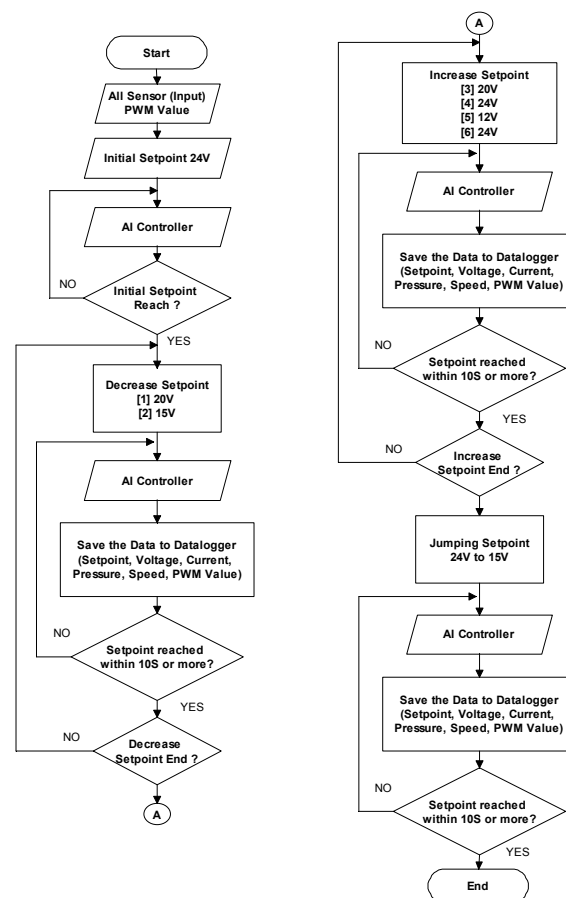 Start
All Sensor (Input)
PWM Value
Initial Setpoint 24V
AI Controller
NO
Initial Setpoint
Reach ?
YES
Decrease Setpoint
[1] 20V
[2] 15V
AI Controller
Save the Data to Datalogger
(Setpoint, Voltage, Current,
Pressure, Speed, PWM Value)
NO
Setpoint reached
within 10S or more?
YES
NO
Decrease
Setpoint End ?
A
A
Increase Setpoint
[3] 20V
[4] 24V
[5] 12V
[6] 24V
AI Controller
Save the Data to Datalogger
(Setpoint, Voltage, Current,
Pressure, Speed, PWM Value)
NO
Setpoint reached
within 10S or more?
YES
NO
Increase
Setpoint End ?
Jumping Setpoint
24V to 15V
AI Controller
Save the Data to Datalogger
(Setpoint, Voltage, Current,
Pressure, Speed, PWM Value)
NO
Setpoint reached
within 10S or more?
YES
End